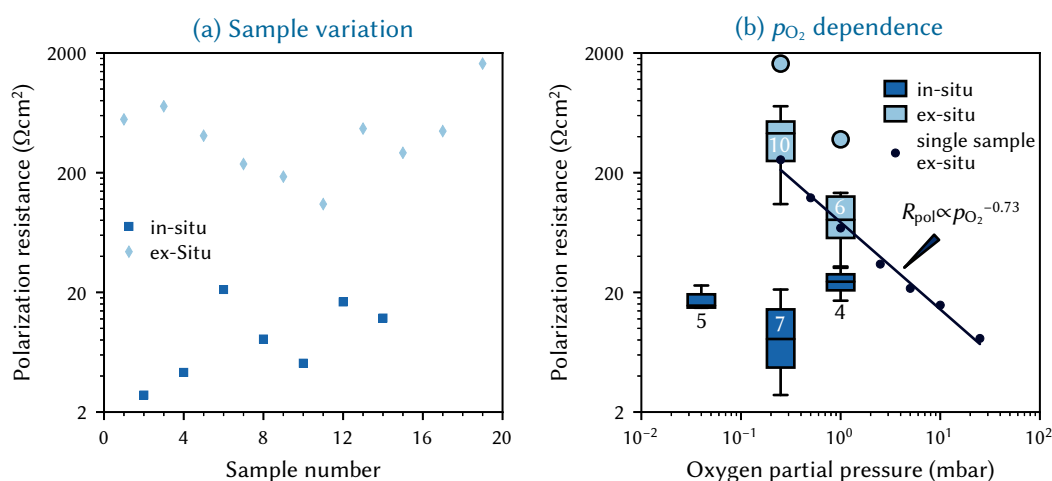 (a) Sample variation
2000
200
20
2
Polarization resistance (Ωcm2)
in-situ
ex-Situ
0
4
8
12
16
20
Sample number
(b) pO2 dependence
2000
200
20
2
Polarization resistance (Ωcm2)
in-situ
ex-situ
single sample
ex-situ
10
6
Rpol∝pO2−0.73
5
7
4
10−2
10−1
100
101
102
Oxygen partial pressure (mbar)